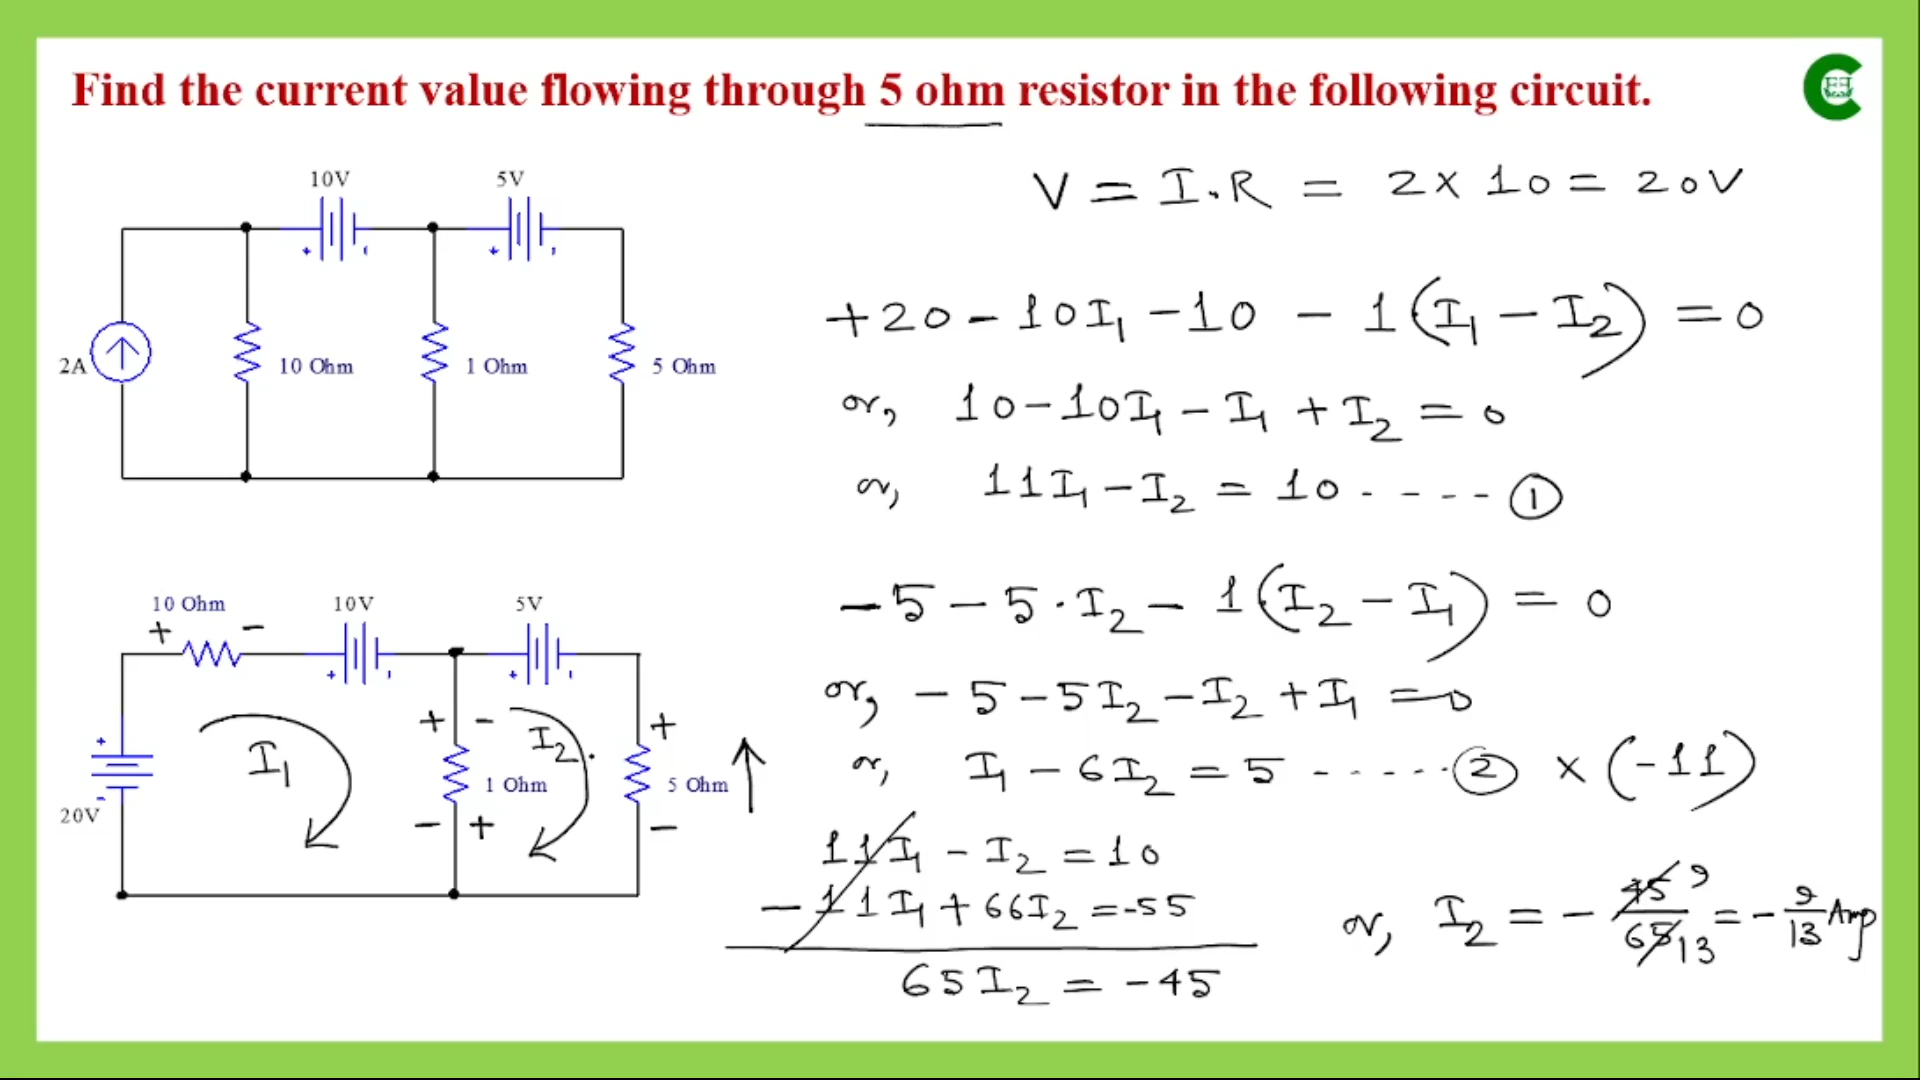 Find the current value flowing through 5 ohm resistor in the following circuit.
10V
5V
+ -
+ -
2A
10 Ohm
1 Ohm
5 Ohm
V = I.R = 2 x 10 = 20V
+20 - 10I₁ - 10 - 1(I₁ - I₂) = 0
or, 10 - 10I₁ - I₁ + I₂ = 0
or, 11I₁ - I₂ = 10 - - - - ①
10 Ohm
10V
5V
+ -
+ -
+ -
+
-
20V
I₁
+ -
- +
1 Ohm
I₂
+
-
5 Ohm
-5 - 5.I₂ - 1(I₂ - I₁) = 0
or, -5 - 5I₂ - I₂ + I₁ = 0
or, I₁ - 6I₂ = 5 - - - - - ② x (-11)
11I₁ - I₂ = 10
-11I₁ + 66I₂ = -55
65I₂ = -45
or, I₂ = - 45/65 9/13 = - 9/13 Amp